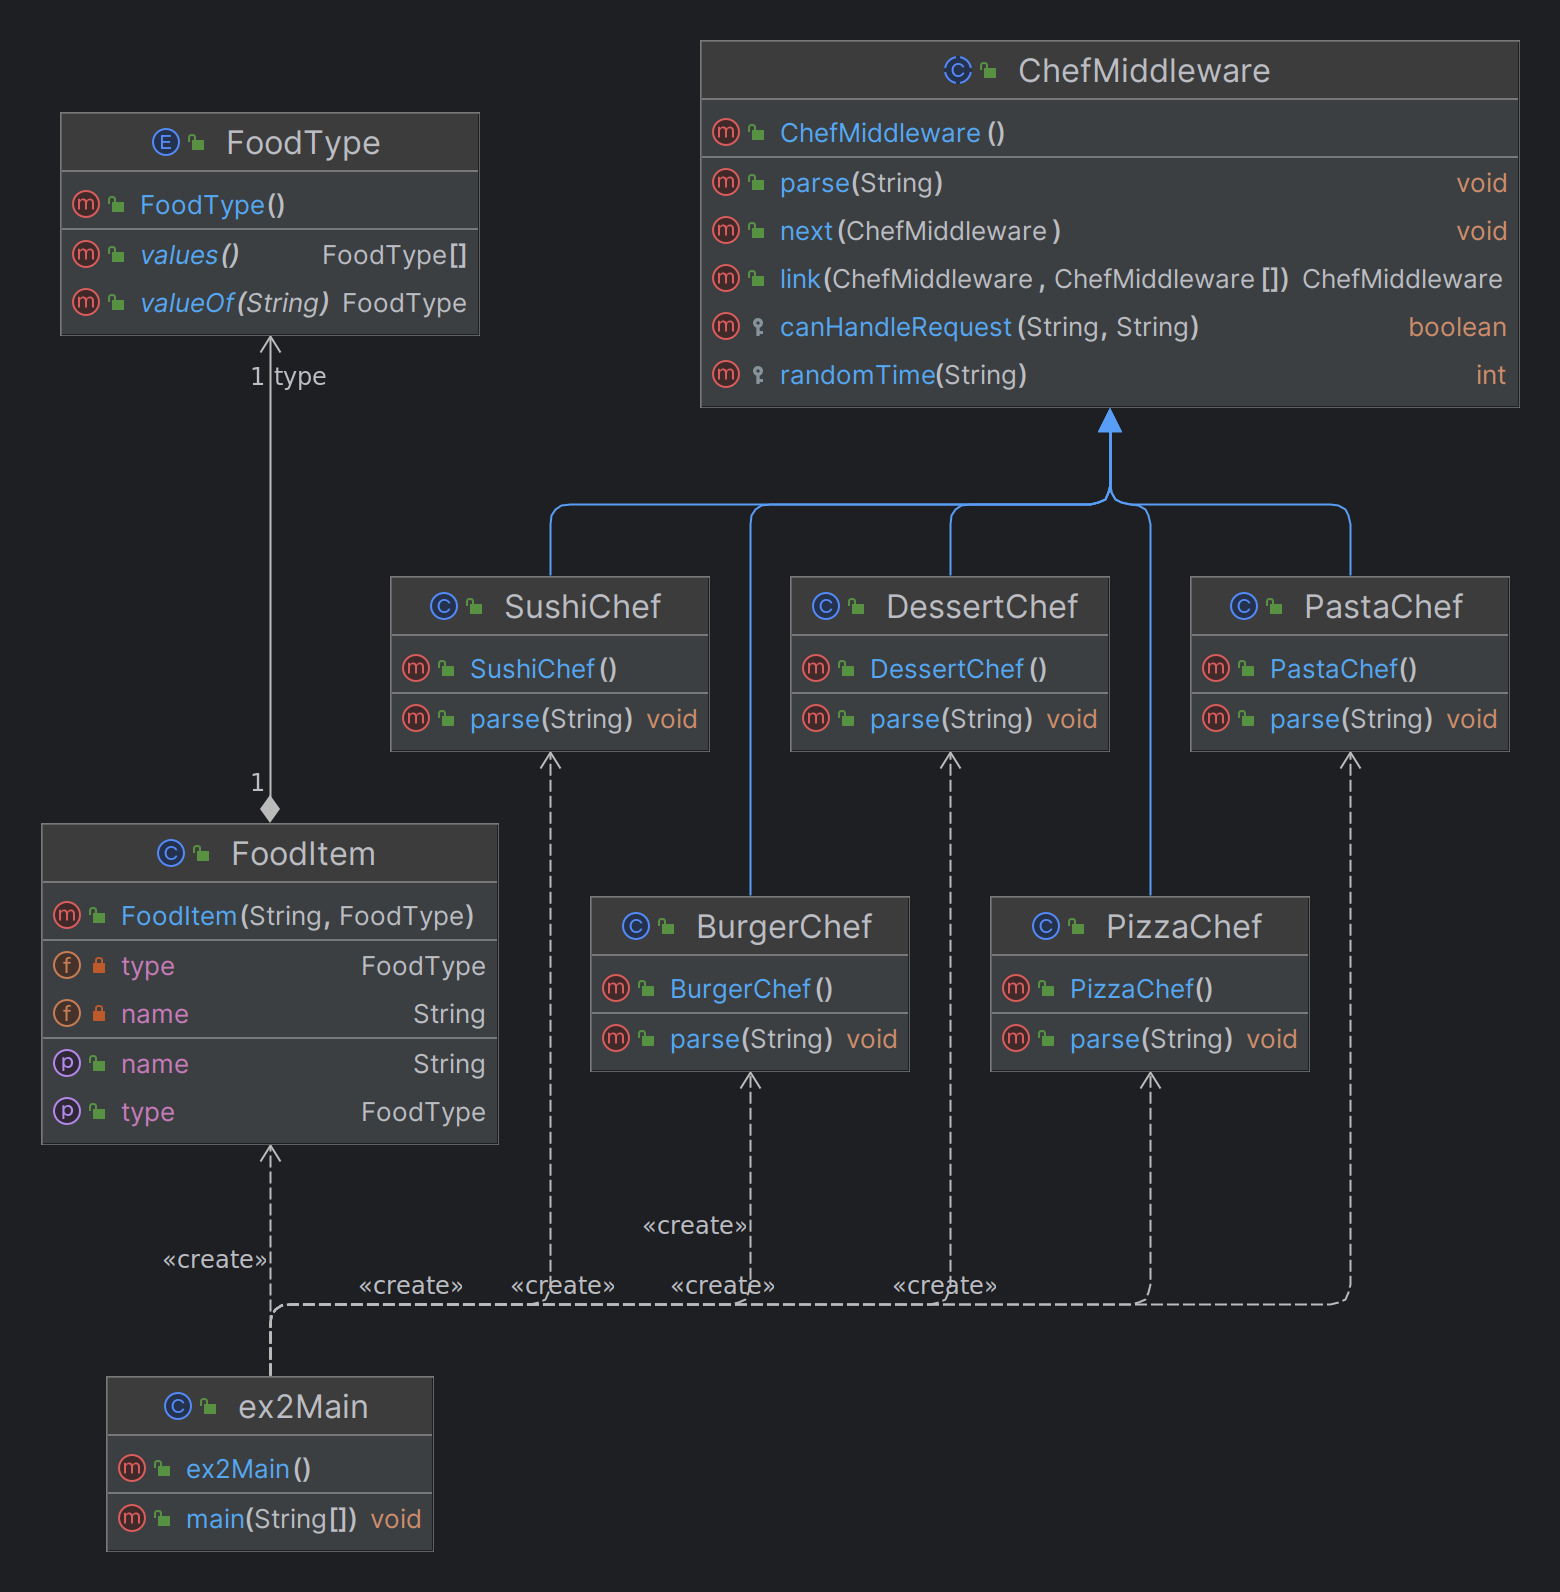 ChefMiddleware
ChefMiddleware()
parse(String) void
next(ChefMiddleware) void
link(ChefMiddleware, ChefMiddleware[]) ChefMiddleware
canHandleRequest(String, String) boolean
randomTime(String) int
FoodType
FoodType()
values() FoodType[]
valueOf(String) FoodType
1 type
1
SushiChef
SushiChef()
parse(String) void
DessertChef
DessertChef()
parse(String) void
PastaChef
PastaChef()
parse(String) void
FoodItem
FoodItem(String, FoodType)
type FoodType
name String
name String
type FoodType
BurgerChef
BurgerChef()
parse(String) void
PizzaChef
PizzaChef()
parse(String) void
«create»
«create»
«create» «create» «create» «create»
ex2Main
ex2Main()
main(String[]) void